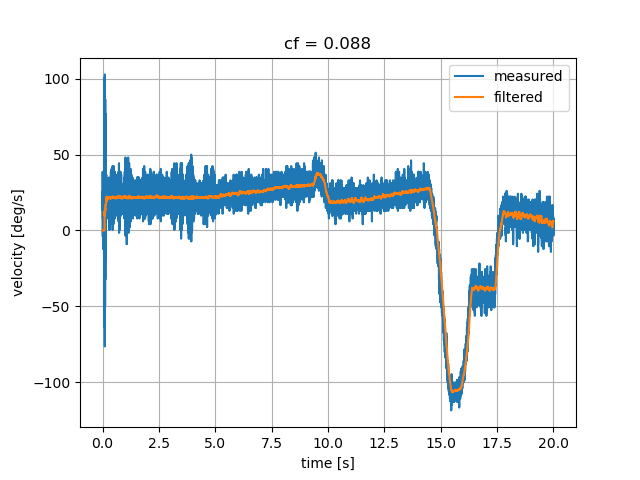 cf = 0.088
measured
filtered
velocity [deg/s]
100
50
0
−50
−100
0.0 2.5 5.0 7.5 10.0 12.5 15.0 17.5 20.0
time [s]